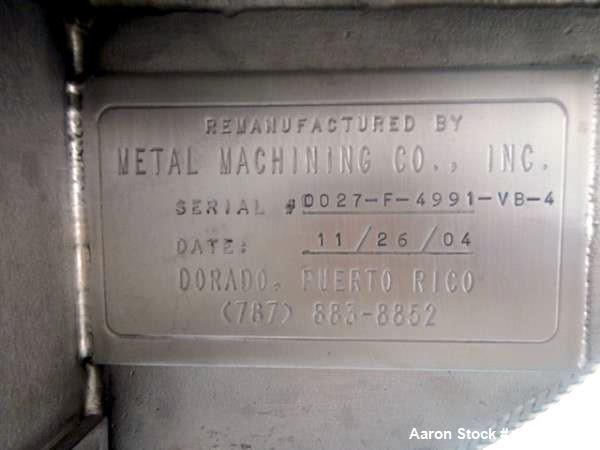 REMANUFACTURED BY
METAL MACHINING CO., INC.
SERIAL # D027-F-4991-VB-4
DATE: 11/26/04
DORADO, PUERTO RICO
(787) 883-8852
Aaron Stock #